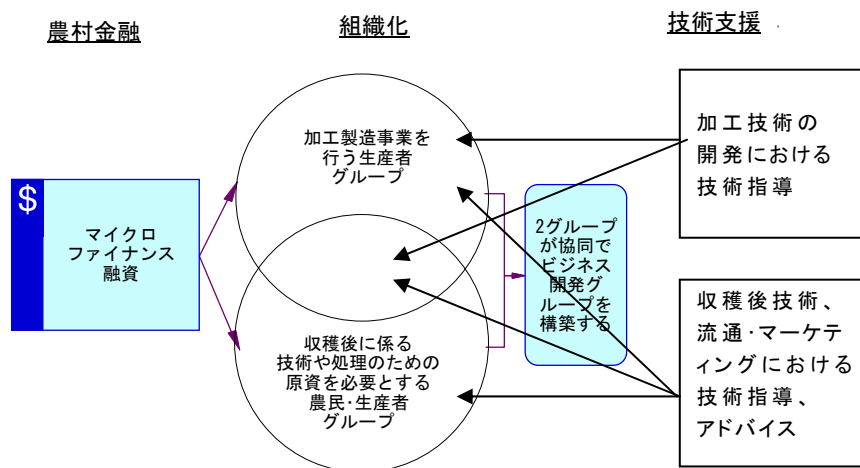 農村金融
組織化
技術支援
$
マイクロ
ファイナンス
融資
加工製造事業を
行う生産者
グループ
収穫後に係る
技術や処理のための
原資を必要とする
農民・生産者
グループ
2グループ
が協同で
ビジネス
開発グ
ループを
構築する
加工技術の
開発における
技術指導
収穫後技術、
流通・マーケテ
ィングにおける
技術指導、
アドバイス